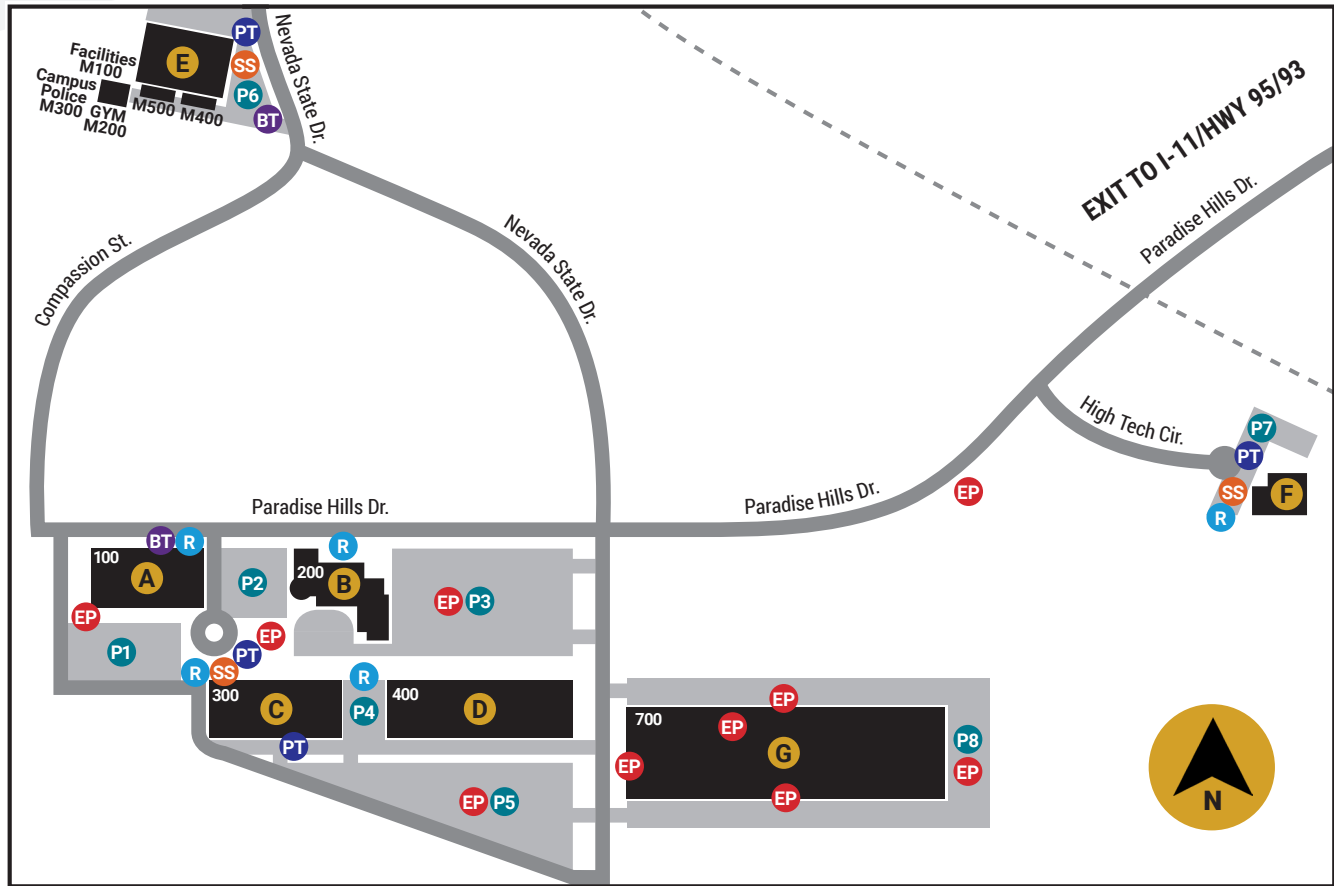 PT
Nevada State Dr.
E
Facilities
M100
SS
Campus
Police
M300
GYM
M200
M500
M400
P6
BT
EXIT TO I-11/HWY 95/93
Paradise Hills Dr.
Compassion St.
Nevada State Dr.
High Tech Cir.
P7
PT
SS
F
R
Paradise Hills Dr.
Paradise Hills Dr.
EP
BT
R
R
100
A
P2
200
B
EP
P3
EP
P1
EP
PT
R
SS
R
300
C
P4
400
D
PT
EP
P5
EP
700
EP
G
P8
EP
EP
EP
N